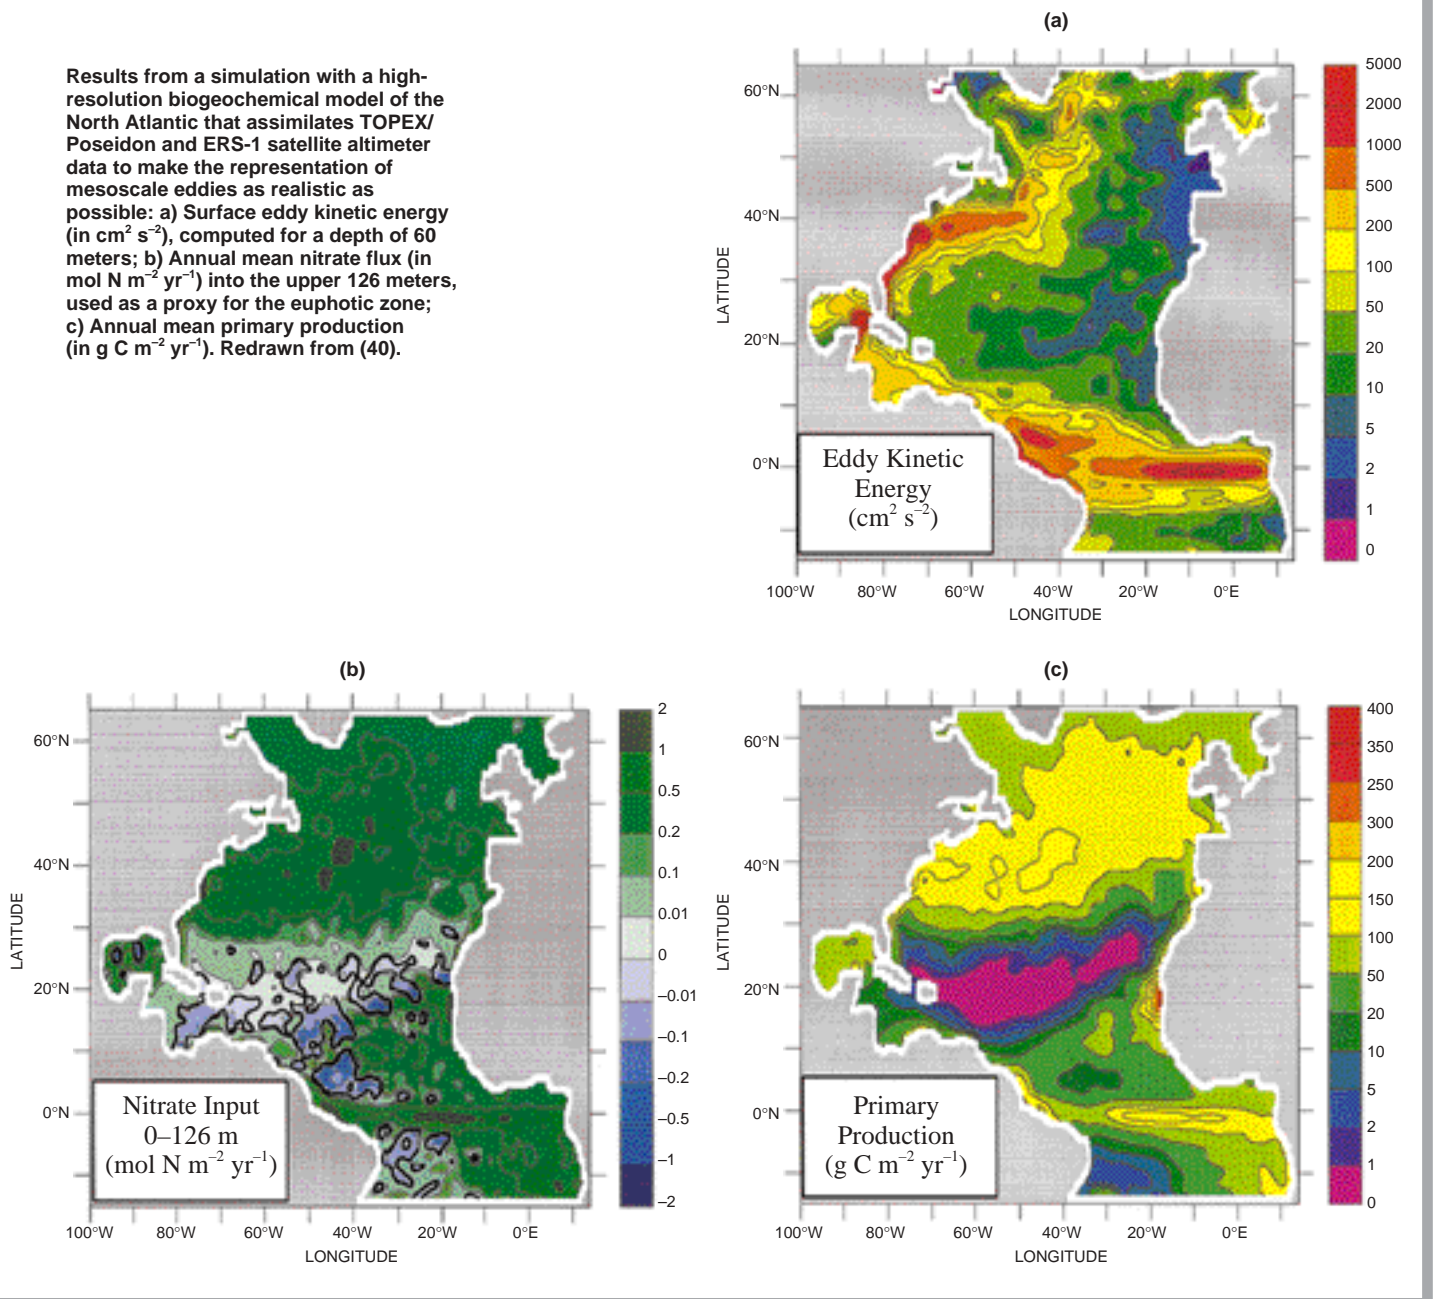 Results from a simulation with a high-
resolution biogeochemical model of the
North Atlantic that assimilates TOPEX/
Poseidon and ERS-1 satellite altimeter
data to make the representation of
mesoscale eddies as realistic as
possible: a) Surface eddy kinetic energy
(in cm² s⁻²), computed for a depth of 60
meters; b) Annual mean nitrate flux (in
mol N m⁻² yr⁻¹) into the upper 126 meters,
used as a proxy for the euphotic zone;
c) Annual mean primary production
(in g C m⁻² yr⁻¹). Redrawn from (40).
(a)
60°N
40°N
20°N
0°N
LATITUDE
Eddy Kinetic
Energy
(cm² s⁻²)
100°W 80°W 60°W 40°W 20°W 0°E
LONGITUDE
5000
2000
1000
500
200
100
50
20
10
5
2
1
0
(b)
60°N
40°N
20°N
0°N
LATITUDE
Nitrate Input
0–126 m
(mol N m⁻² yr⁻¹)
100°W 80°W 60°W 40°W 20°W 0°E
LONGITUDE
2
1
0.5
0.2
0.1
0.01
0
–0.01
–0.1
–0.2
–0.5
–1
–2
(c)
60°N
40°N
20°N
0°N
LATITUDE
Primary
Production
(g C m⁻² yr⁻¹)
100°W 80°W 60°W 40°W 20°W 0°E
LONGITUDE
400
350
250
300
200
150
100
50
20
10
5
2
1
0